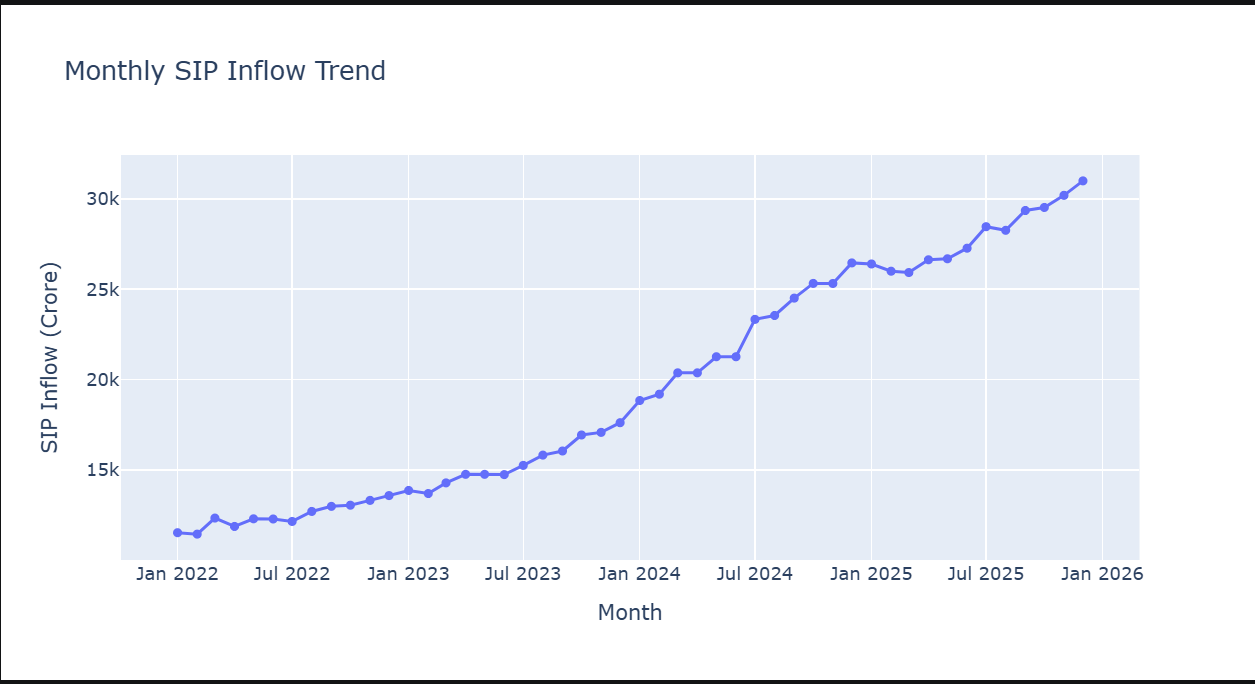 Monthly SIP Inflow Trend
30k
25k
20k
15k
SIP Inflow (Crore)
Jan 2022 Jul 2022 Jan 2023 Jul 2023 Jan 2024 Jul 2024 Jan 2025 Jul 2025 Jan 2026
Month